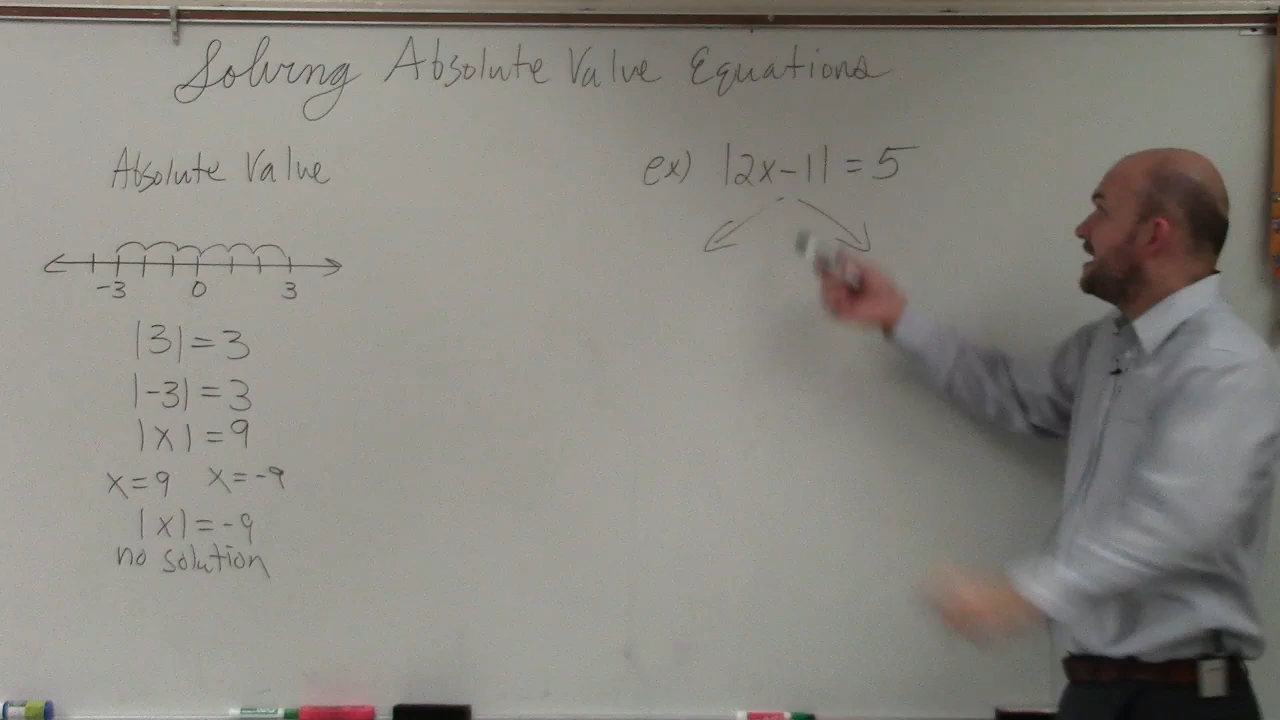 Solving Absolute Value Equations
Absolute Value
-3 0 3
|3| = 3
|-3| = 3
|x| = 9
x = 9 x = -9
|x| = -9
no solution
ex) |2x-1| = 5